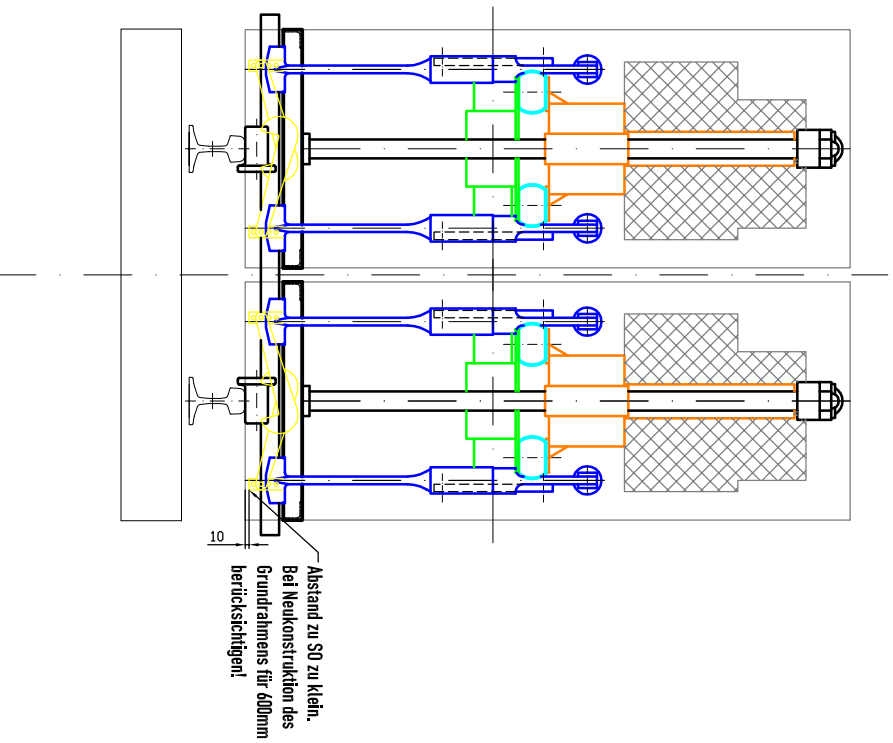 10
Abstand zu SO zu klein.
Bei Neukonstruktion des
Grundrahmens für 600mm
berücksichtigen!